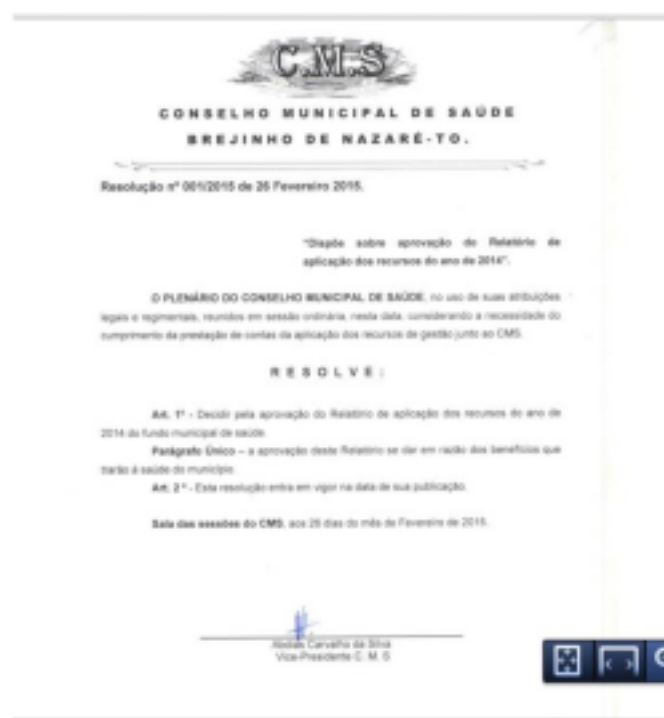 C.M.S
CONSELHO MUNICIPAL DE SAÚDE
BREJINHO DE NAZARÉ-TO.
Resolução nº 001/2015 de 26 Fevereiro 2015.
"Dispõe sobre aprovação do Relatório de
aplicação dos recursos do ano de 2014".
O PLENÁRIO DO CONSELHO MUNICIPAL DE SAÚDE, no uso de suas atribuições
legais e regimentais, reunidos em sessão ordinária, nesta data, considerando a necessidade do
cumprimento da prestação de contas da aplicação dos recursos de gestão junto ao CMS.
R E S O L V E :
Art. 1º - Decidir pela aprovação do Relatório de aplicação dos recursos do ano de
2014 do fundo municipal de saúde.
Parágrafo Único – a aprovação deste Relatório se dar em razão dos benefícios que
trarão à saúde do município.
Art. 2 º - Esta resolução entra em vigor na data de sua publicação.
Sala das sessões do CMS, aos 26 dias do mês de Fevereiro de 2015.
Carvalho da Silva
Vice-Presidente C. M. S